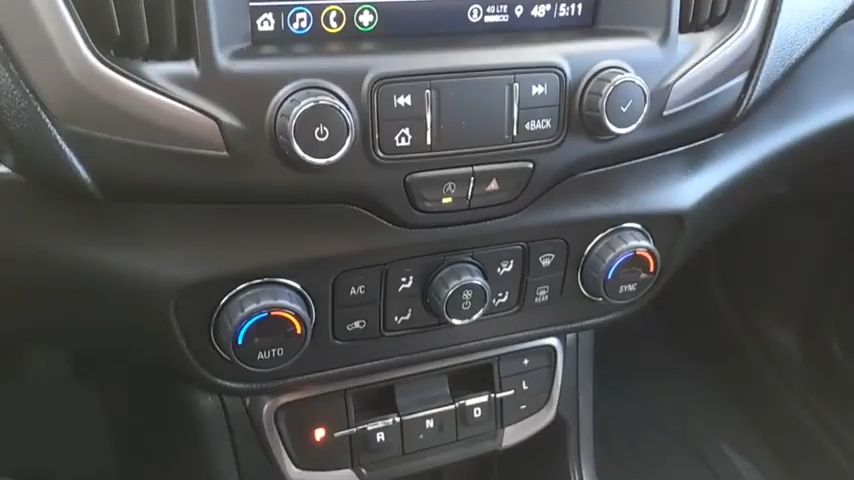 4G LTE 48° 5:11
BACK
A/C
REAR
AUTO
SYNC
P R N D + L -